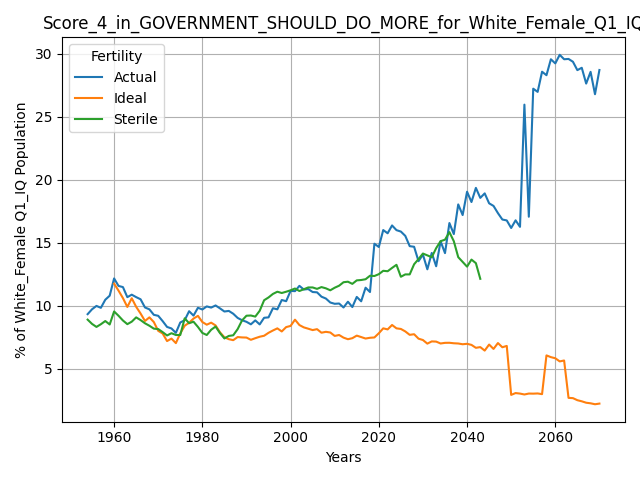 Score_4_in_GOVERNMENT_SHOULD_DO_MORE_for_White_Female_Q1_IQ
Fertility
Actual
Ideal
Sterile
% of White_Female Q1_IQ Population
30
25
20
15
10
5
1960 1980 2000 2020 2040 2060
Years